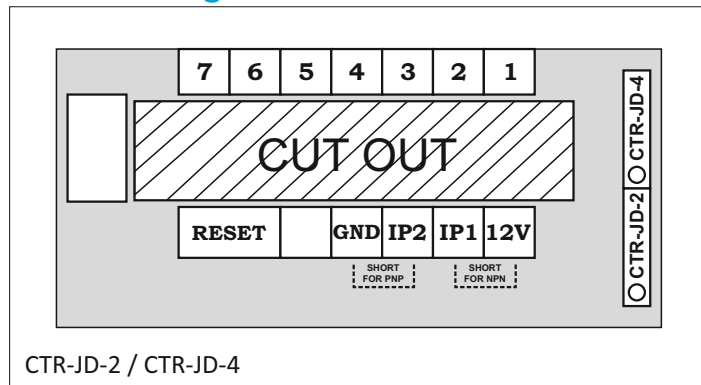 7 6 5 4 3 2 1
CUT OUT
RESET GND IP2 IP1 12V
SHORT FOR PNP
SHORT FOR NPN
CTR-JD-4
CTR-JD-2
CTR-JD-2 / CTR-JD-4